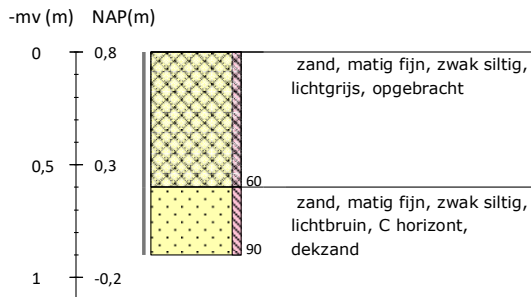 -mv (m) NAP(m)
0 0,8
zand, matig fijn, zwak siltig,
lichtgrijs, opgebracht
0,5 0,3
60
zand, matig fijn, zwak siltig,
lichtbruin, C horizont,
dekzand
90
1 -0,2